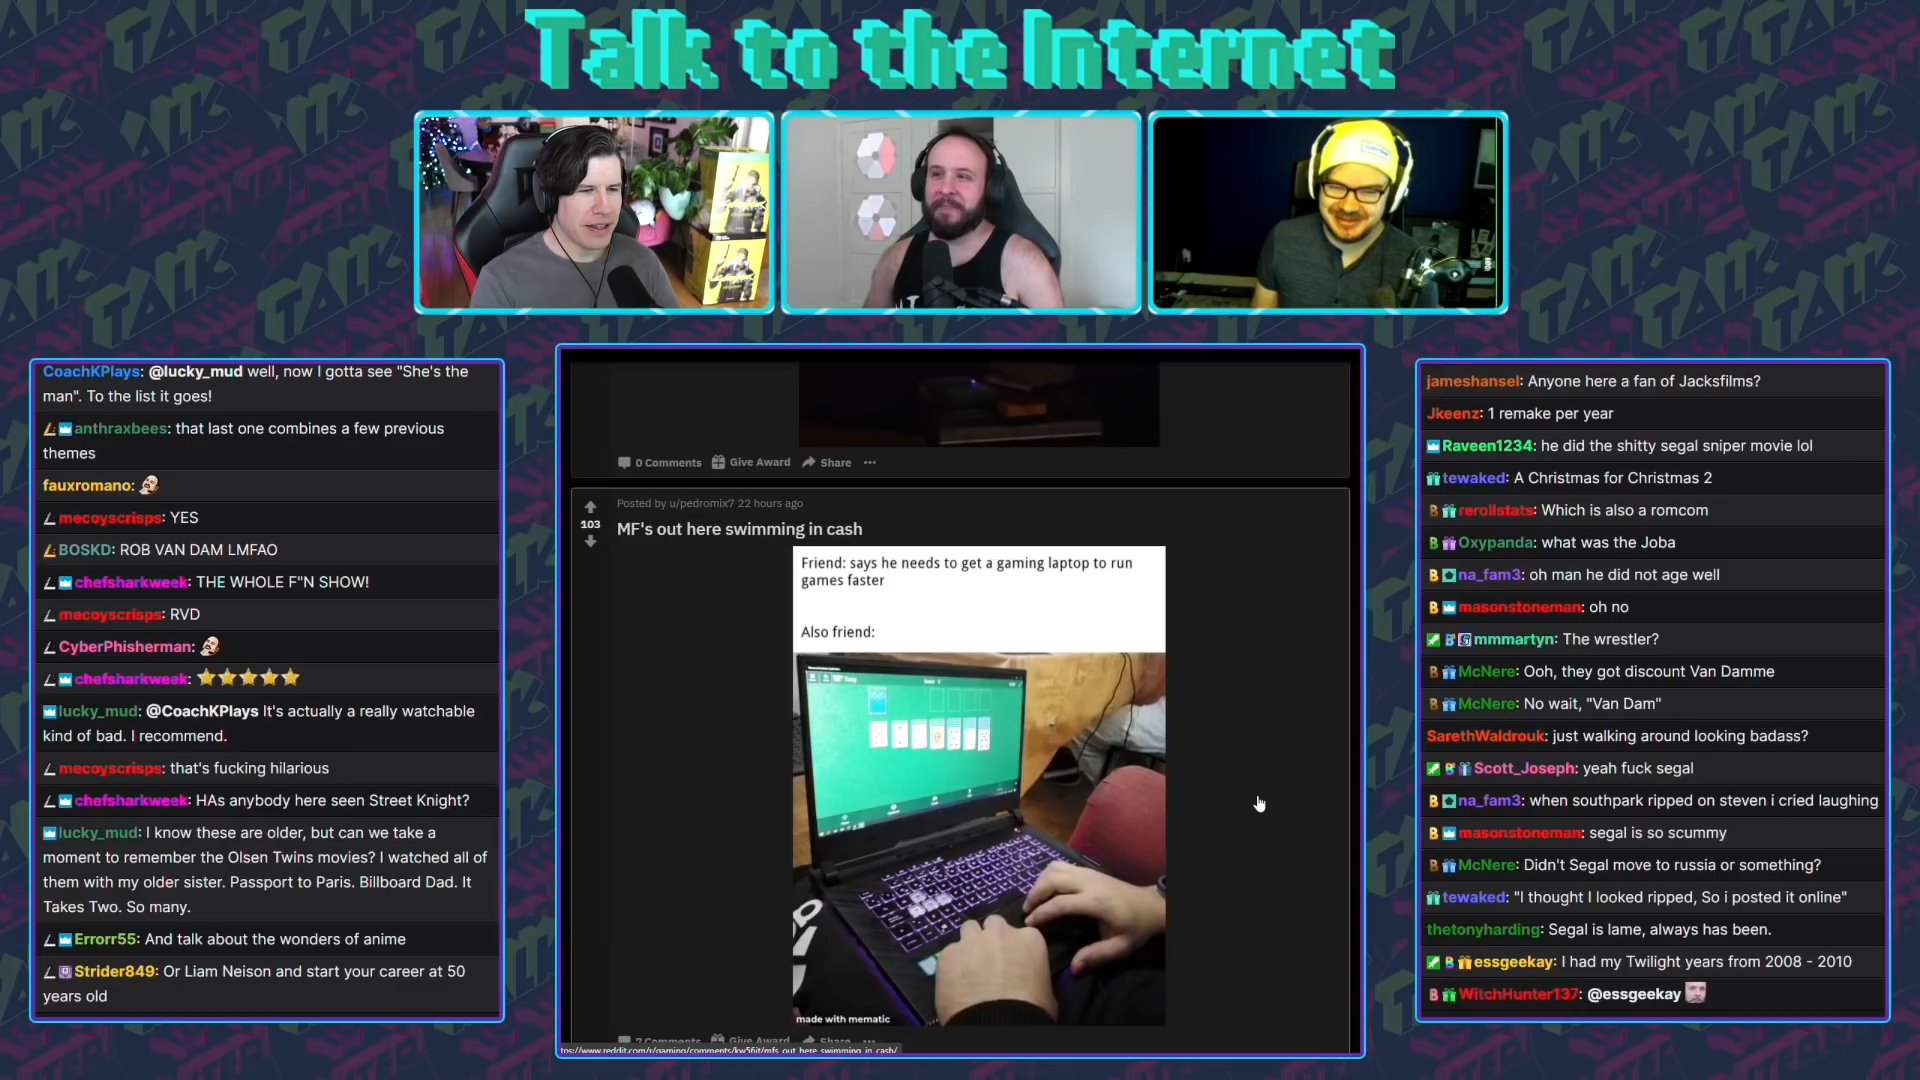 Talk to the Internet
CoachKPlays: @lucky_mud well, now I gotta see "She's the
man". To the list it goes!
anthraxbees: that last one combines a few previous
themes
fauxromano:
mecoyscrisps: YES
BOSKD: ROB VAN DAM LMFAO
chefsharkweek: THE WHOLE F"N SHOW!
mecoyscrisps: RVD
CyberPhisherman:
chefsharkweek:
lucky_mud: @CoachKPlays It's actually a really watchable
kind of bad. I recommend.
mecoyscrisps: that's fucking hilarious
chefsharkweek: HAs anybody here seen Street Knight?
lucky_mud: I know these are older, but can we take a
moment to remember the Olsen Twins movies? I watched all of
them with my older sister. Passport to Paris. Billboard Dad. It
Takes Two. So many.
Errorr55: And talk about the wonders of anime
Strider849: Or Liam Neison and start your career at 50
years old
0 Comments Give Award Share
Posted by u/pedromix7 22 hours ago
103
MF's out here swimming in cash
Friend: says he needs to get a gaming laptop to run
games faster
Also friend:
made with mematic
7 Comments Give Award Share
tps://www.reddit.com/r/gaming/comments/kw56jt/mfs_out_here_swimming_in_cash/
jameshansel: Anyone here a fan of Jacksfilms?
Jkeenz: 1 remake per year
Raveen1234: he did the shitty segal sniper movie lol
tewaked: A Christmas for Christmas 2
rerollstats: Which is also a romcom
Oxypanda: what was the Joba
na_fam3: oh man he did not age well
masonstoneman: oh no
mmmartyn: The wrestler?
McNere: Ooh, they got discount Van Damme
McNere: No wait, "Van Dam"
SarethWaldrouk: just walking around looking badass?
Scott_Joseph: yeah fuck segal
na_fam3: when southpark ripped on steven i cried laughing
masonstoneman: segal is so scummy
McNere: Didn't Segal move to russia or something?
tewaked: "I thought I looked ripped, So i posted it online"
thetonyharding: Segal is lame, always has been.
essgeekay: I had my Twilight years from 2008 - 2010
WitchHunter137: @essgeekay